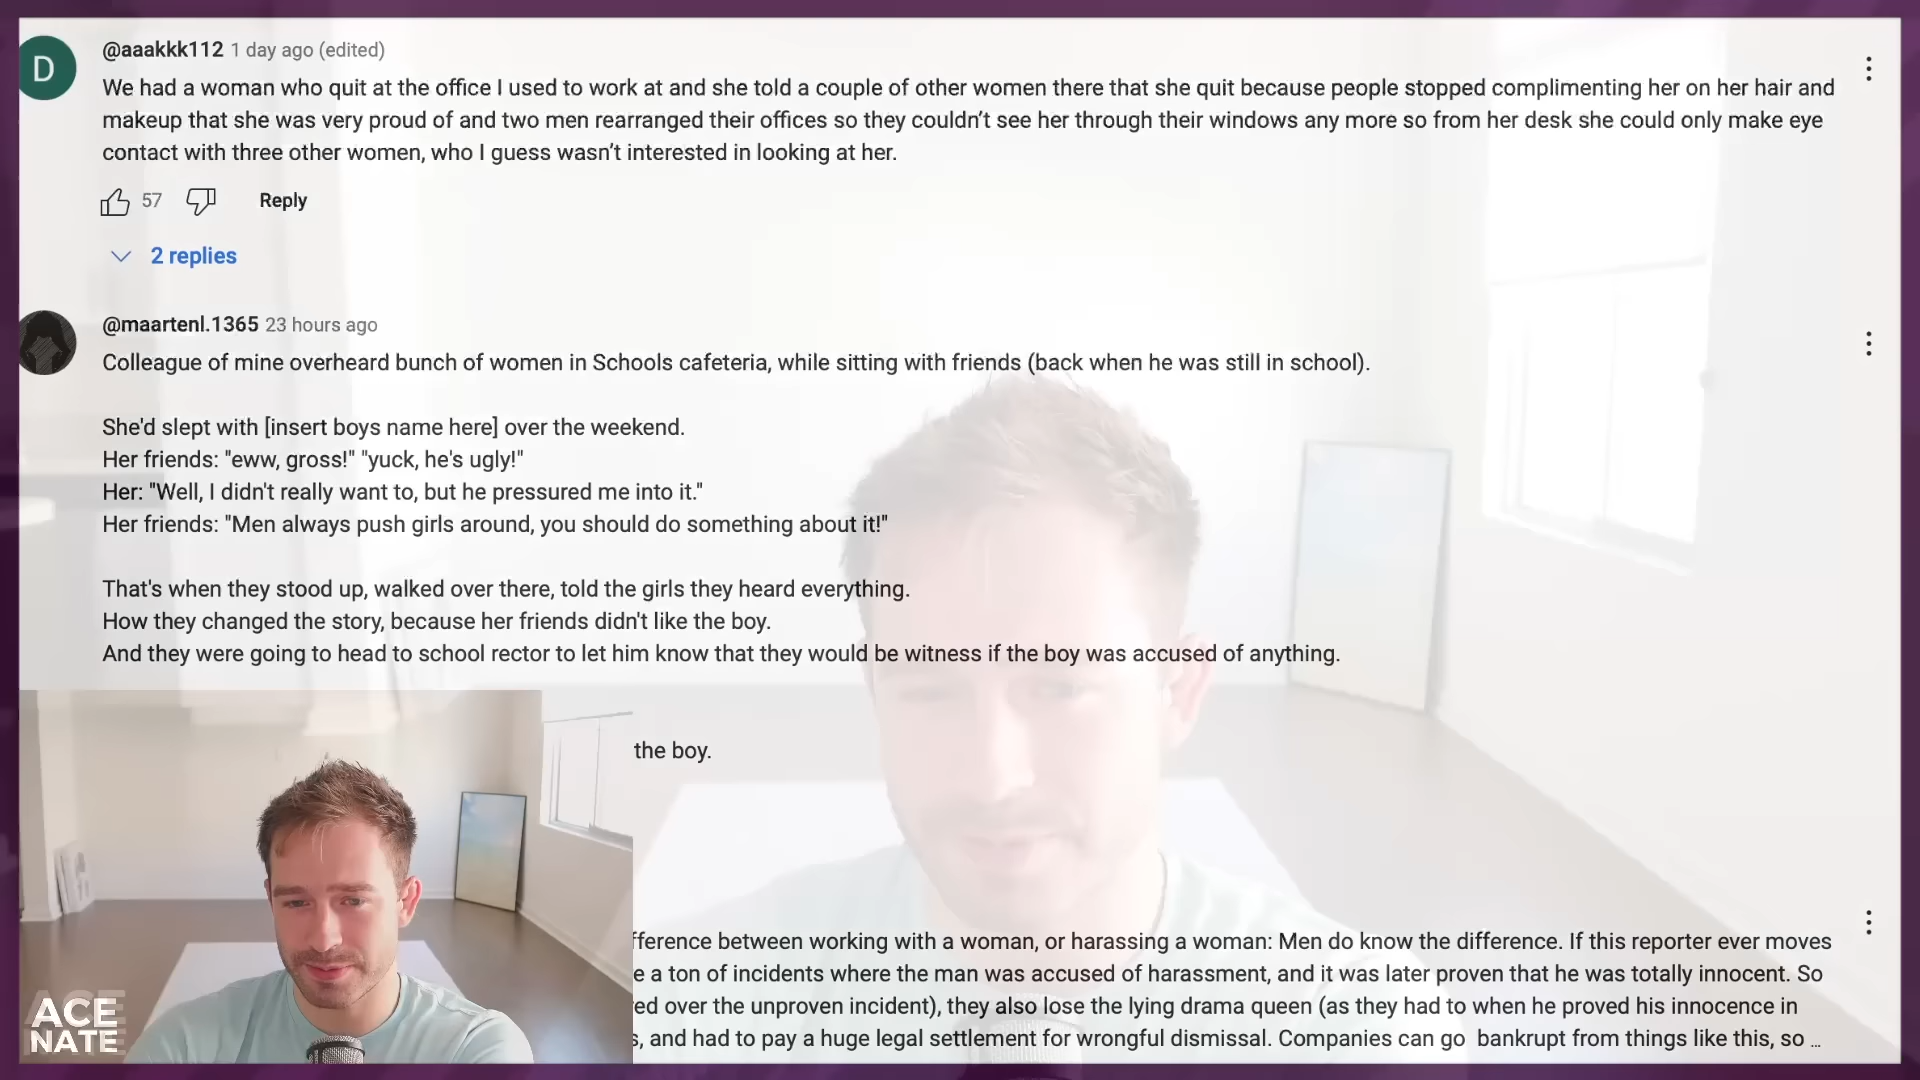 D
@aaakkk112 1 day ago (edited)
We had a woman who quit at the office I used to work at and she told a couple of other women there that she quit because people stopped complimenting her on her hair and
makeup that she was very proud of and two men rearranged their offices so they couldn’t see her through their windows any more so from her desk she could only make eye
contact with three other women, who I guess wasn’t interested in looking at her.
57 Reply
2 replies
@maartenl.1365 23 hours ago
Colleague of mine overheard bunch of women in Schools cafeteria, while sitting with friends (back when he was still in school).
She'd slept with [insert boys name here] over the weekend.
Her friends: "eww, gross!" "yuck, he's ugly!"
Her: "Well, I didn't really want to, but he pressured me into it."
Her friends: "Men always push girls around, you should do something about it!"
That's when they stood up, walked over there, told the girls they heard everything.
How they changed the story, because her friends didn't like the boy.
And they were going to head to school rector to let him know that they would be witness if the boy was accused of anything.
the boy.
fference between working with a woman, or harassing a woman: Men do know the difference. If this reporter ever moves
e a ton of incidents where the man was accused of harassment, and it was later proven that he was totally innocent. So
ed over the unproven incident), they also lose the lying drama queen (as they had to when he proved his innocence in
s, and had to pay a huge legal settlement for wrongful dismissal. Companies can go bankrupt from things like this, so ...
ACE
NATE